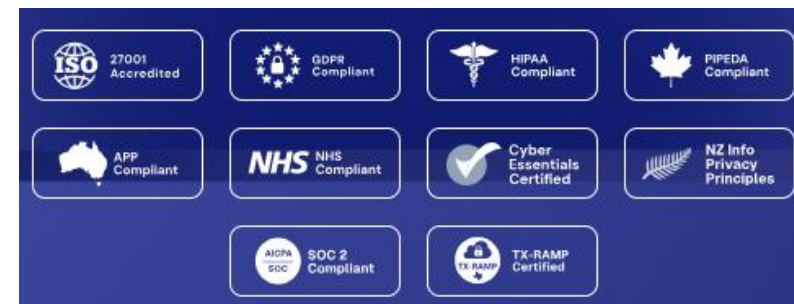 ISO
27001
Accredited
GDPR
Compliant
HIPAA
Compliant
PIPEDA
Compliant
APP
Compliant
NHS
NHS
Compliant
Cyber
Essentials
Certified
NZ Info
Privacy
Principles
AICPA
SOC
SOC 2
Compliant
TX-RAMP
TX-RAMP
Certified